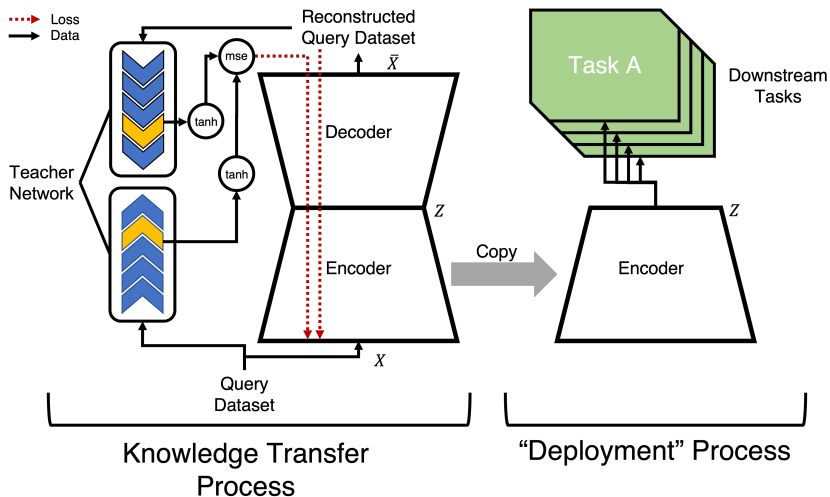 Loss
Data
Reconstructed
Query Dataset
mse
X̄
tanh
Decoder
Teacher
Network
tanh
Z
Encoder
X
Query
Dataset
Knowledge Transfer
Process
Copy
Task A
Downstream
Tasks
Z
Encoder
“Deployment” Process